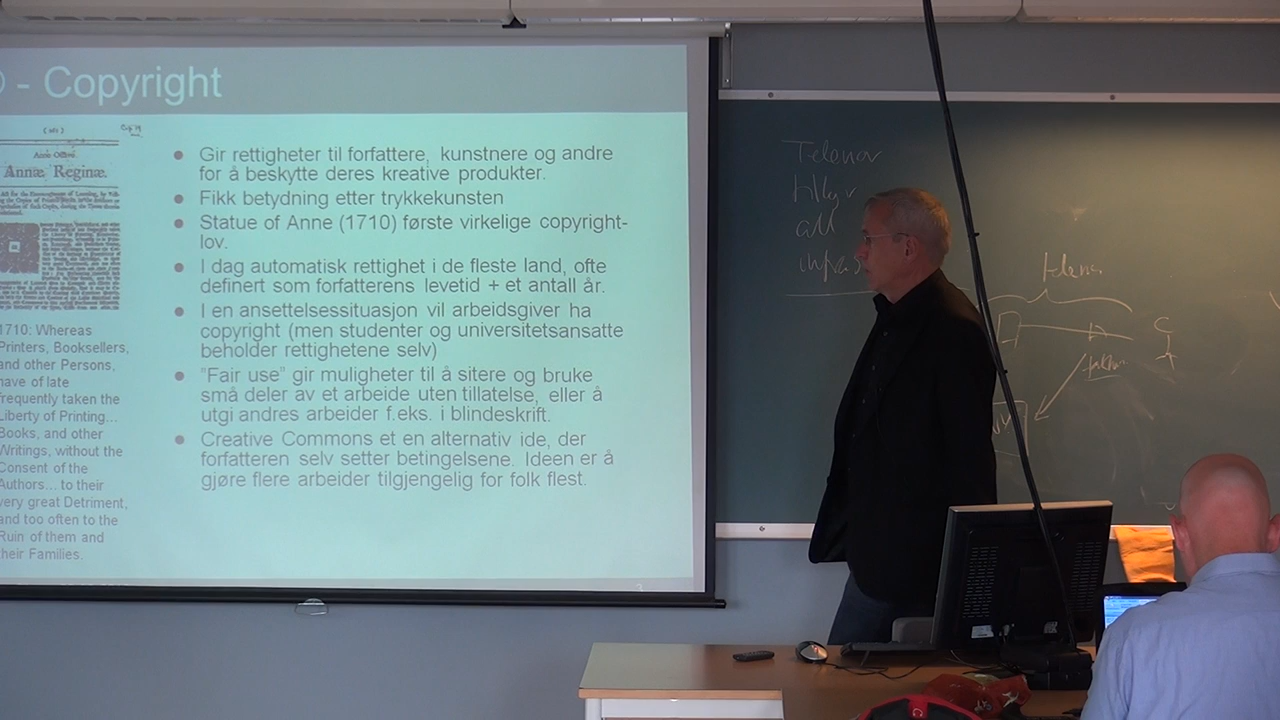 © - Copyright
Annæ Reginæ.
1710: Whereas
Printers, Booksellers,
and other Persons,
have of late
frequently taken the
Liberty of Printing...
Books, and other
Writings, without the
Consent of the
Authors... to their
very great Detriment,
and too often to the
Ruin of them and
their Families.
Gir rettigheter til forfattere, kunstnere og andre
for å beskytte deres kreative produkter.
Fikk betydning etter trykkekunsten
Statue of Anne (1710) første virkelige copyright-
lov.
I dag automatisk rettighet i de fleste land, ofte
definert som forfatterens levetid + et antall år.
I en ansettelsessituasjon vil arbeidsgiver ha
copyright (men studenter og universitetsansatte
beholder rettighetene selv)
”Fair use” gir muligheter til å sitere og bruke
små deler av et arbeide uten tillatelse, eller å
utgi andres arbeider f.eks. i blindeskrift.
Creative Commons et en alternativ ide, der
forfatteren selv setter betingelsene. Ideen er å
gjøre flere arbeider tilgjengelig for folk flest.
Telenor
all
telenor
C